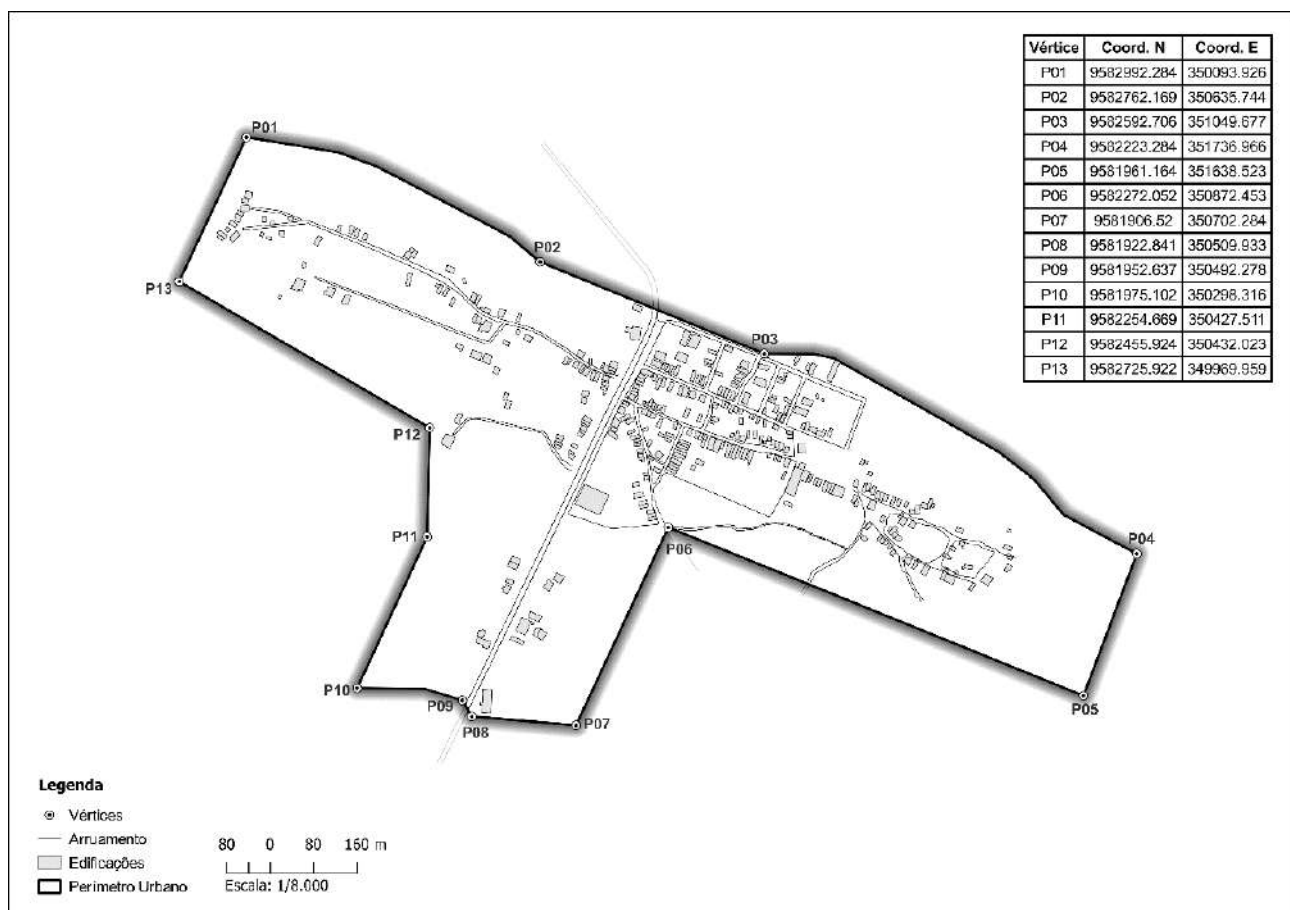 Vértice Coord. N Coord. E
P01 9582992.284 350093.926
P02 9582762.169 350635.744
P03 9582592.706 351049.677
P04 9582223.284 351736.966
P05 9581961.164 351638.523
P06 9582272.052 350872.453
P07 9581906.52 350702.284
P08 9581922.841 350509.933
P09 9581952.637 350492.278
P10 9581975.102 350298.316
P11 9582254.669 350427.511
P12 9582455.924 350432.023
P13 9582725.922 349969.959
P01
P02
P13
P03
P12
P06
P11
P04
P10
P09
P05
P08
P07
Legenda
Vértices
Arruamento
Edificações
Perímetro Urbano
80 0 80 160 m
Escala: 1/8.000